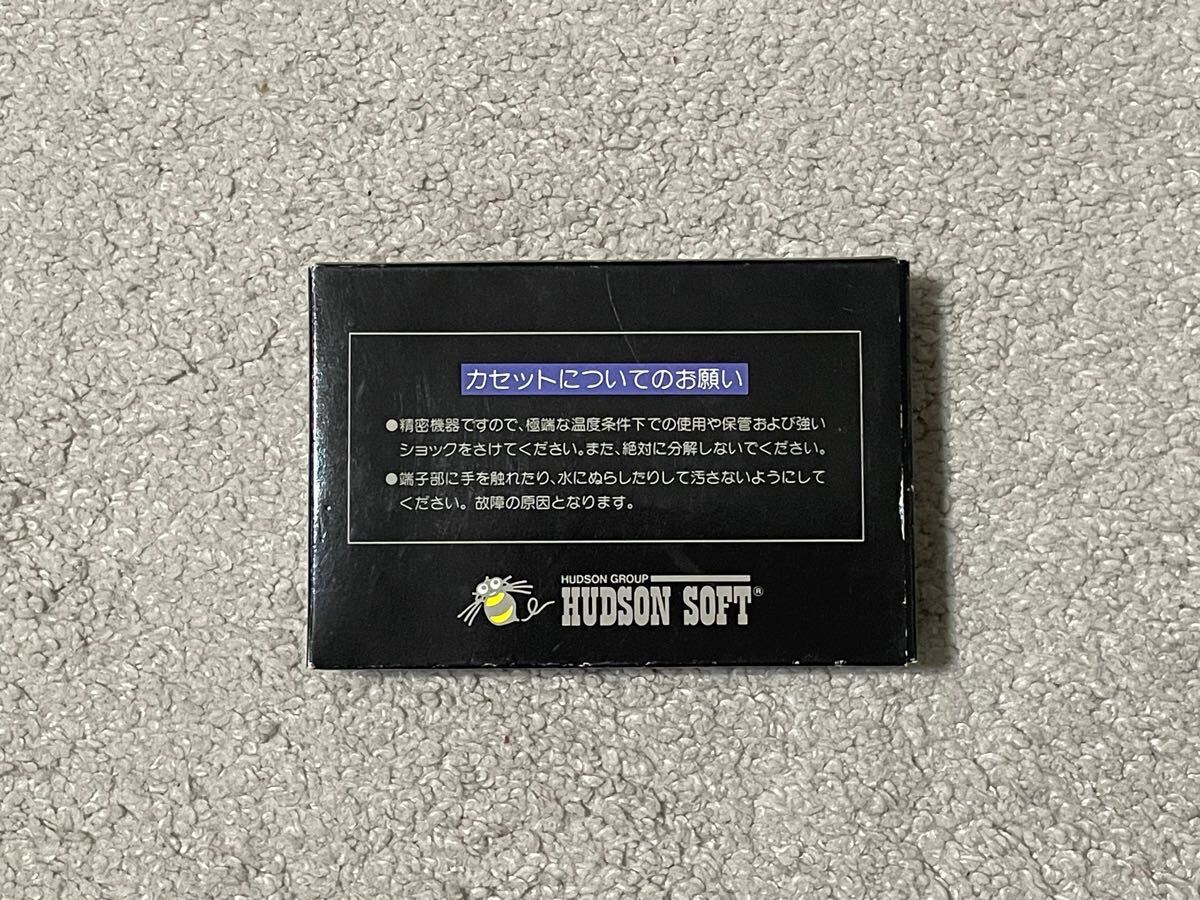 カセットについてのお願い
●精密機器ですので、極端な温度条件下での使用や保管および強い
ショックをさけてください。また、絶対に分解しないでください。
●端子部に手を触れたり、水にぬらしたりして汚さないようにして
ください。故障の原因となります。
HUDSON GROUP
HUDSON SOFT®